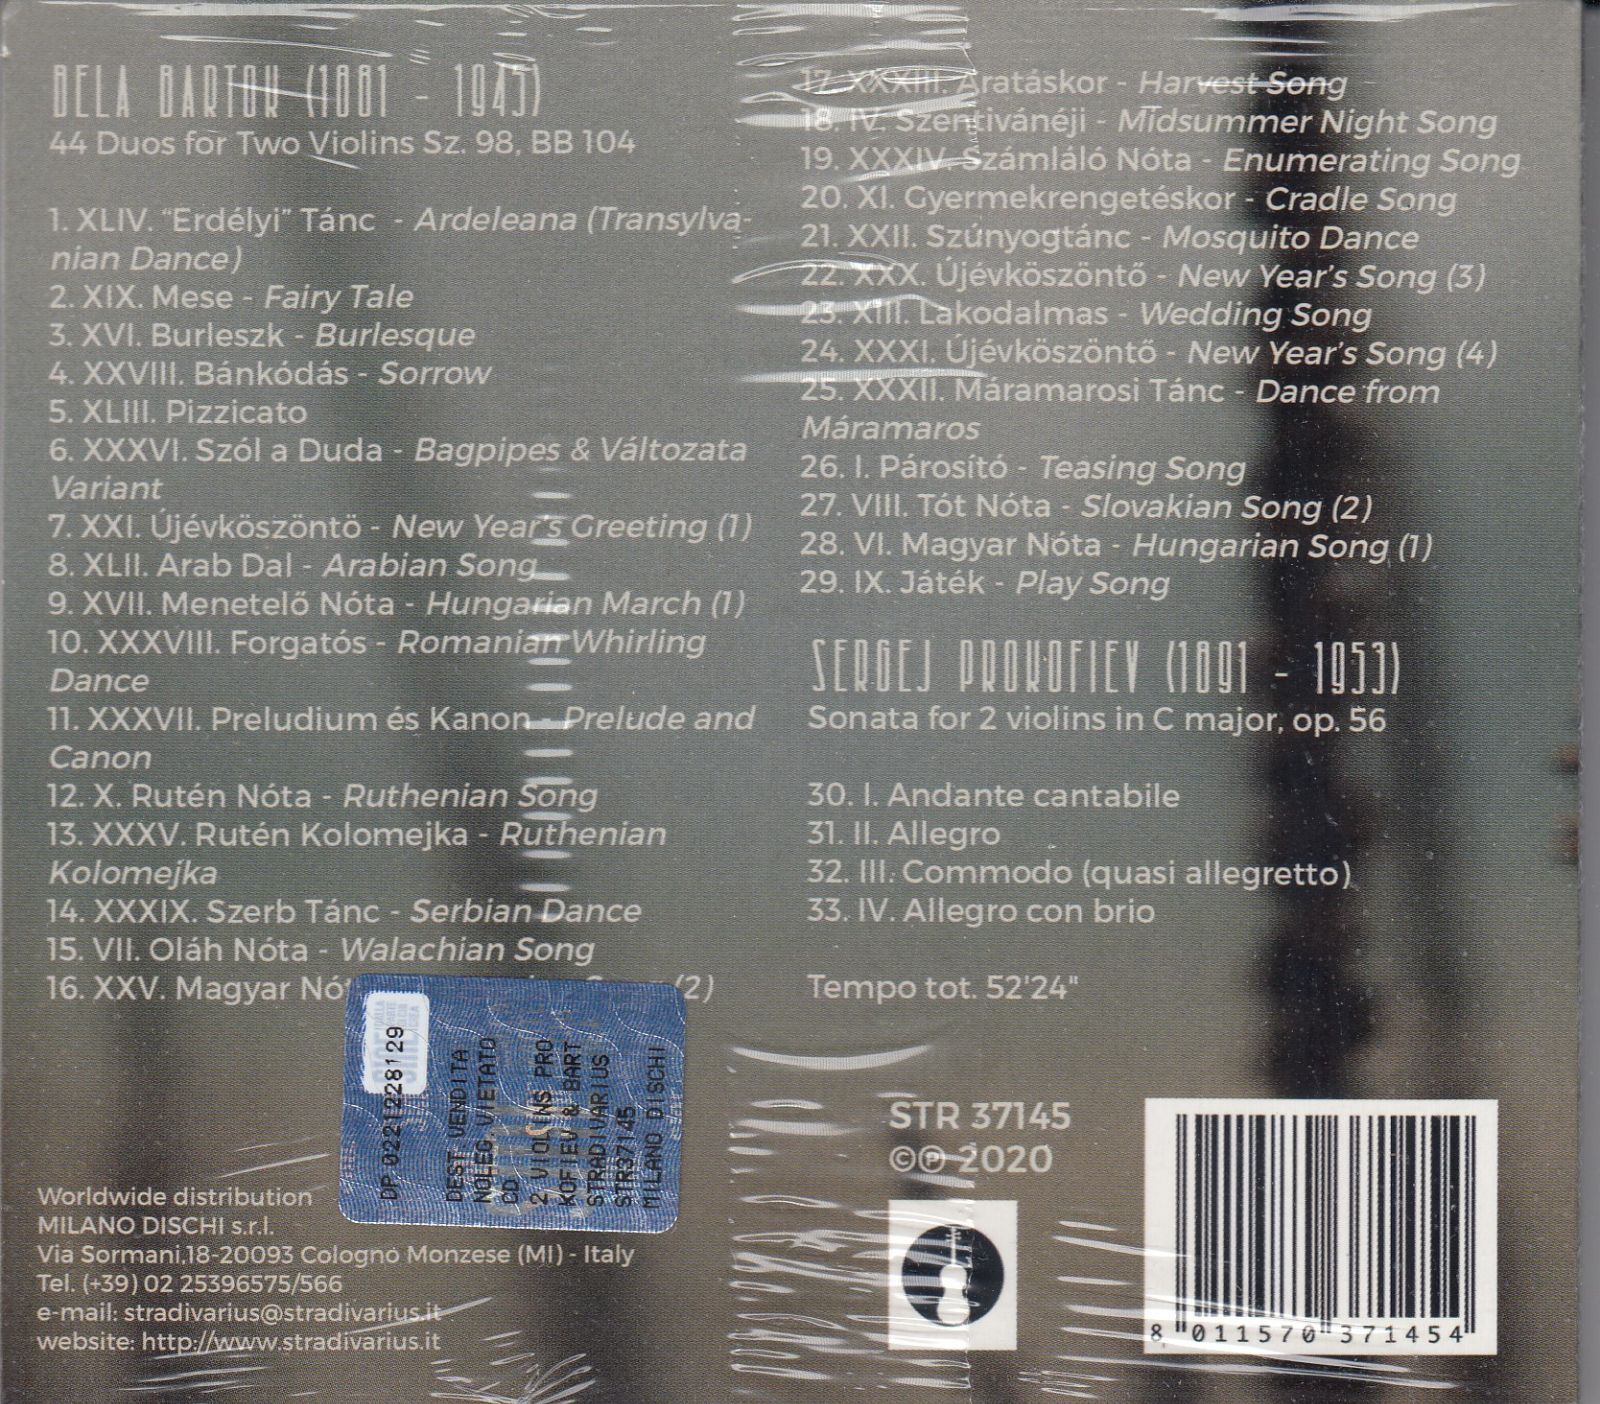 BELA BARTOK (1881 - 1945)
44 Duos for Two Violins Sz. 98, BB 104
1. XLIV. “Erdélyi” Tánc - Ardeleana (Transylva-
nian Dance)
2. XIX. Mese - Fairy Tale
3. XVI. Burleszk - Burlesque
4. XXVIII. Bánkódás - Sorrow
5. XLIII. Pizzicato
6. XXXVI. Szól a Duda - Bagpipes & Változata
Variant
7. XXI. Újévköszöntö - New Year's Greeting (1)
8. XLII. Arab Dal - Arabian Song
9. XVII. Menetelő Nóta - Hungarian March (1)
10. XXXVIII. Forgatós - Romanian Whirling
Dance
11. XXXVII. Preludium és Kanon - Prelude and
Canon
12. X. Rutén Nóta - Ruthenian Song
13. XXXV. Rutén Kolomejka - Ruthenian
Kolomejka
14. XXXIX. Szerb Tánc - Serbian Dance
15. VII. Oláh Nóta - Walachian Song
16. XXV. Magyar (2)
17. XXXIII. Aratáskor - Harvest Song
18. IV. Szentivánéji - Midsummer Night Song
19. XXXIV. Számláló Nóta - Enumerating Song
20. XI. Gyermekrengetéskor - Cradle Song
21. XXII. Szúnyogtánc - Mosquito Dance
22. XXX. Újévköszöntő - New Year's Song (3)
23. XIII. Lakodalmas - Wedding Song
24. XXXI. Újévköszöntő - New Year's Song (4)
25. XXXII. Máramarosi Tánc - Dance from
Máramaros
26. I. Párosító - Teasing Song
27. VIII. Tót Nóta - Slovakian Song (2)
28. VI. Magyar Nóta - Hungarian Song (1)
29. IX. Játék - Play Song
SERGEJ PROKOFIEV (1891 - 1953)
Sonata for 2 violins in C major, op. 56
30. I. Andante cantabile
31. II. Allegro
32. III. Commodo (quasi allegretto)
33. IV. Allegro con brio
Tempo tot. 52'24"
DP 0221228129
DEST VENDITA
NOLEG.VIETATO
CD
2 VIOLINS PRO
KOFIEV & BART
STRADIVARIUS
STR37145
MILANO DISCHI
Worldwide distribution
MILANO DISCHI s.r.l.
Via Sormani,18-20093 Cologno Monzese (MI) - Italy
Tel. (+39) 02 25396575/566
e-mail: stradivarius@stradivarius.it
website: http://www.stradivarius.it
STR 37145
©℗ 2020
8 011570 371454